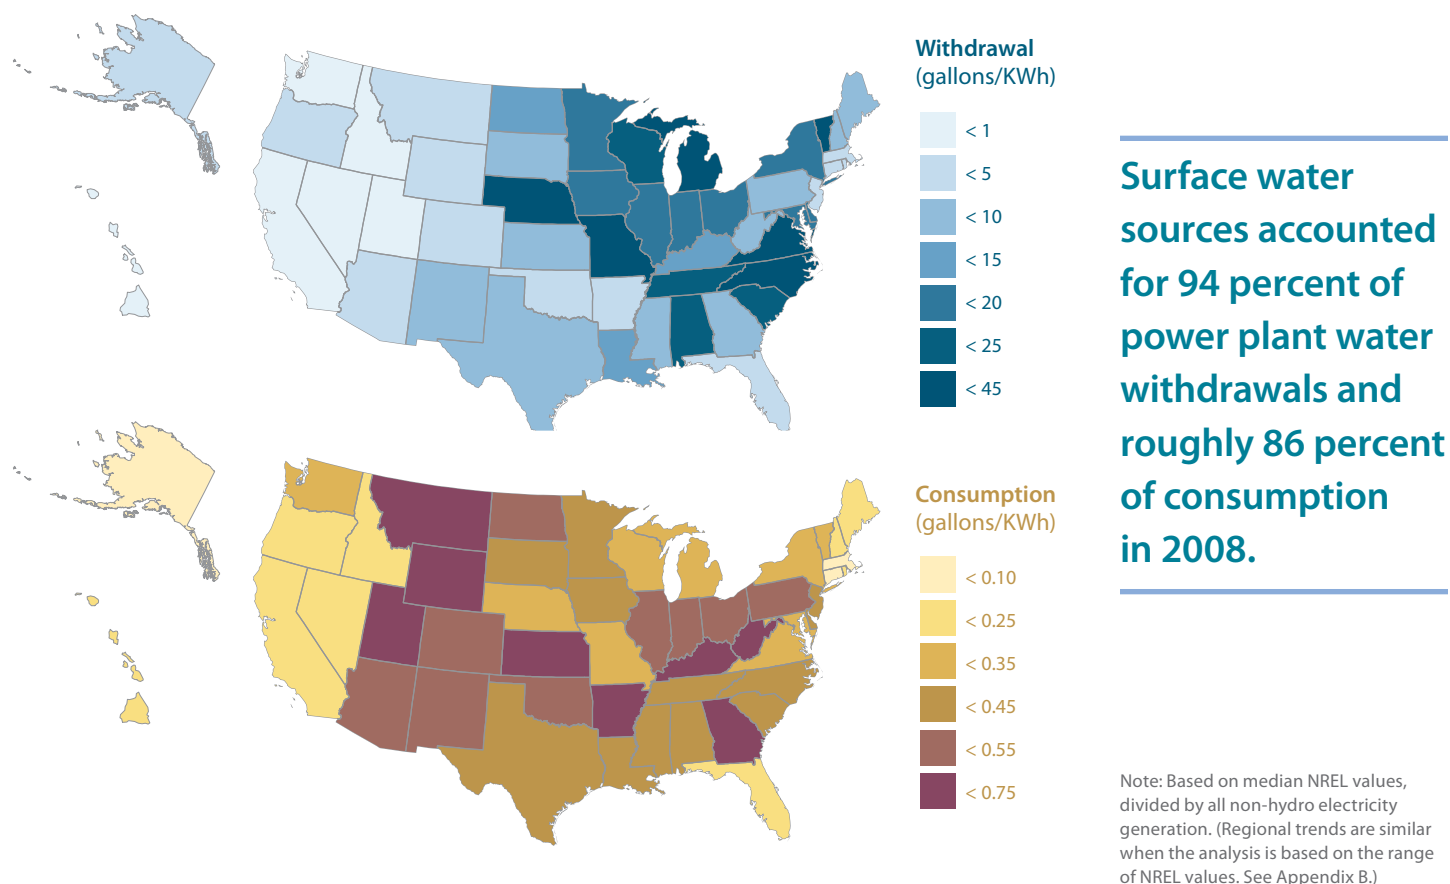 Withdrawal
(gallons/KWh)
< 1
< 5
< 10
< 15
< 20
< 25
< 45
Consumption
(gallons/KWh)
< 0.10
< 0.25
< 0.35
< 0.45
< 0.55
< 0.75
Surface water
sources accounted
for 94 percent of
power plant water
withdrawals and
roughly 86 percent
of consumption
in 2008.
Note: Based on median NREL values,
divided by all non-hydro electricity
generation. (Regional trends are similar
when the analysis is based on the range
of NREL values. See Appendix B.)